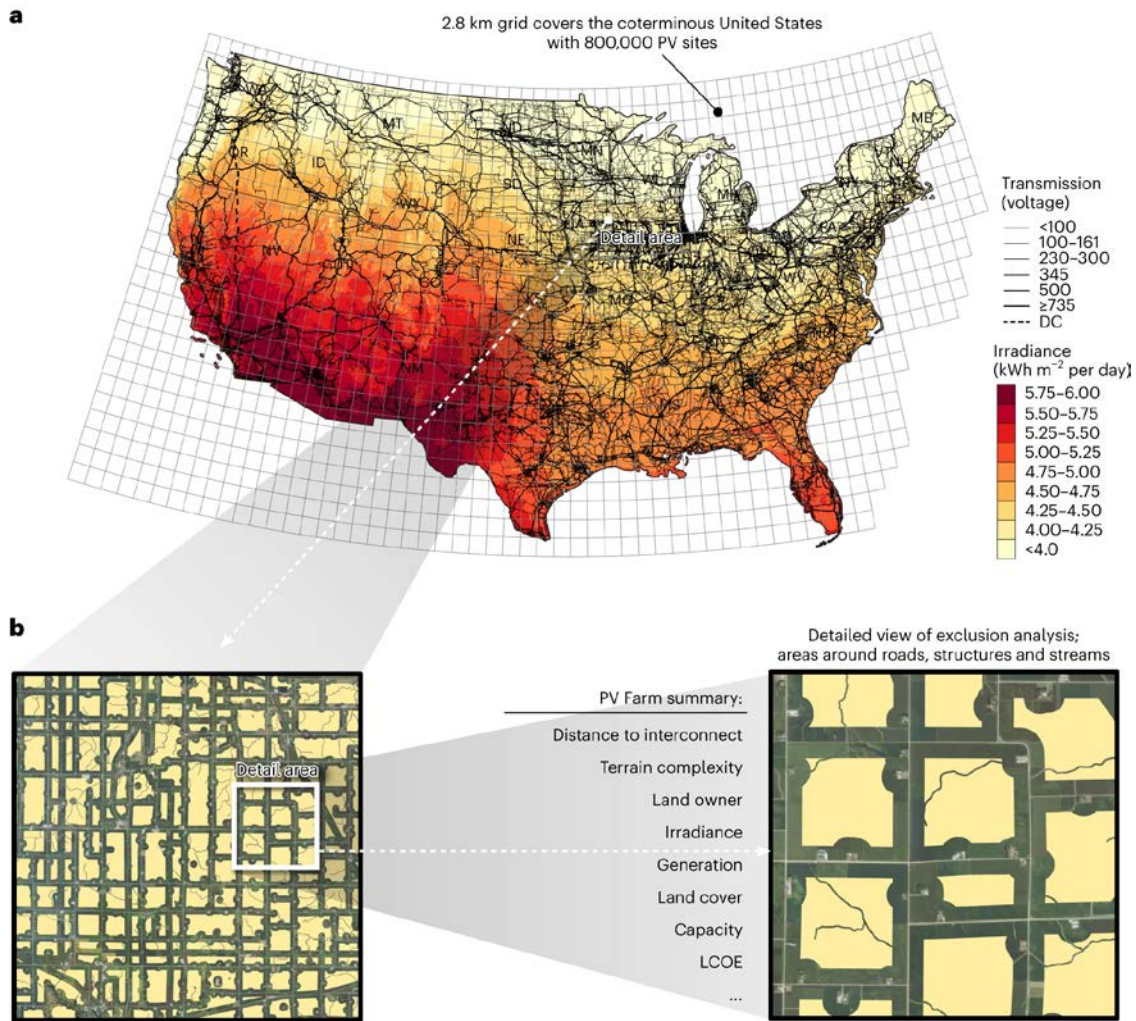 a
2.8 km grid covers the coterminous United States
with 800,000 PV sites
MT
ME
OR
ID
MN
WI
SD
WY
MI
NY
IA
PA
Detail area
NE
NV
CO
WV
MO
NM
Transmission
(voltage)
<100
100–161
230–300
345
500
≥735
DC
Irradiance
(kWh m−2 per day)
5.75–6.00
5.50–5.75
5.25–5.50
5.00–5.25
4.75–5.00
4.50–4.75
4.25–4.50
4.00–4.25
<4.0
b
Detailed view of exclusion analysis;
areas around roads, structures and streams
PV Farm summary:
Distance to interconnect
Terrain complexity
Land owner
Irradiance
Generation
Land cover
Capacity
LCOE
...
Detail area